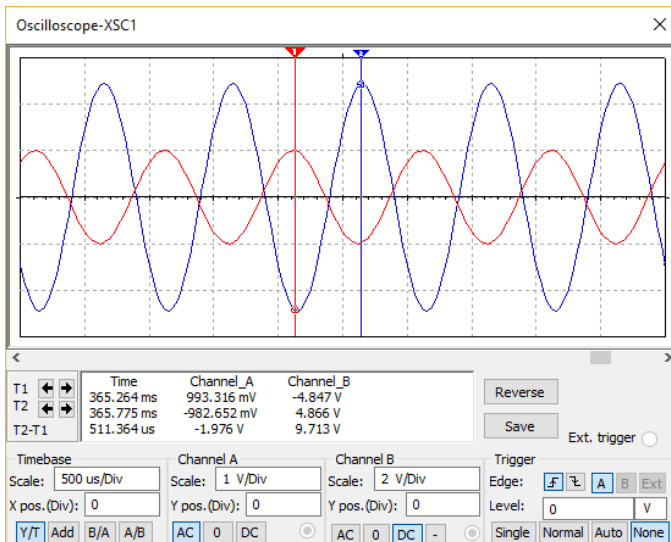 Oscilloscope-XSC1
1 2
Time Channel_A Channel_B
T1 365.264 ms 993.316 mV -4.847 V
T2 365.775 ms -982.652 mV 4.866 V
T2-T1 511.364 us -1.976 V 9.713 V
Reverse
Save
Ext. trigger
Timebase
Scale: 500 us/Div
X pos.(Div): 0
Y/T Add B/A A/B
Channel A
Scale: 1 V/Div
Y pos.(Div): 0
AC 0 DC
Channel B
Scale: 2 V/Div
Y pos.(Div): 0
AC 0 DC -
Trigger
Edge: A B Ext
Level: 0 V
Single Normal Auto None